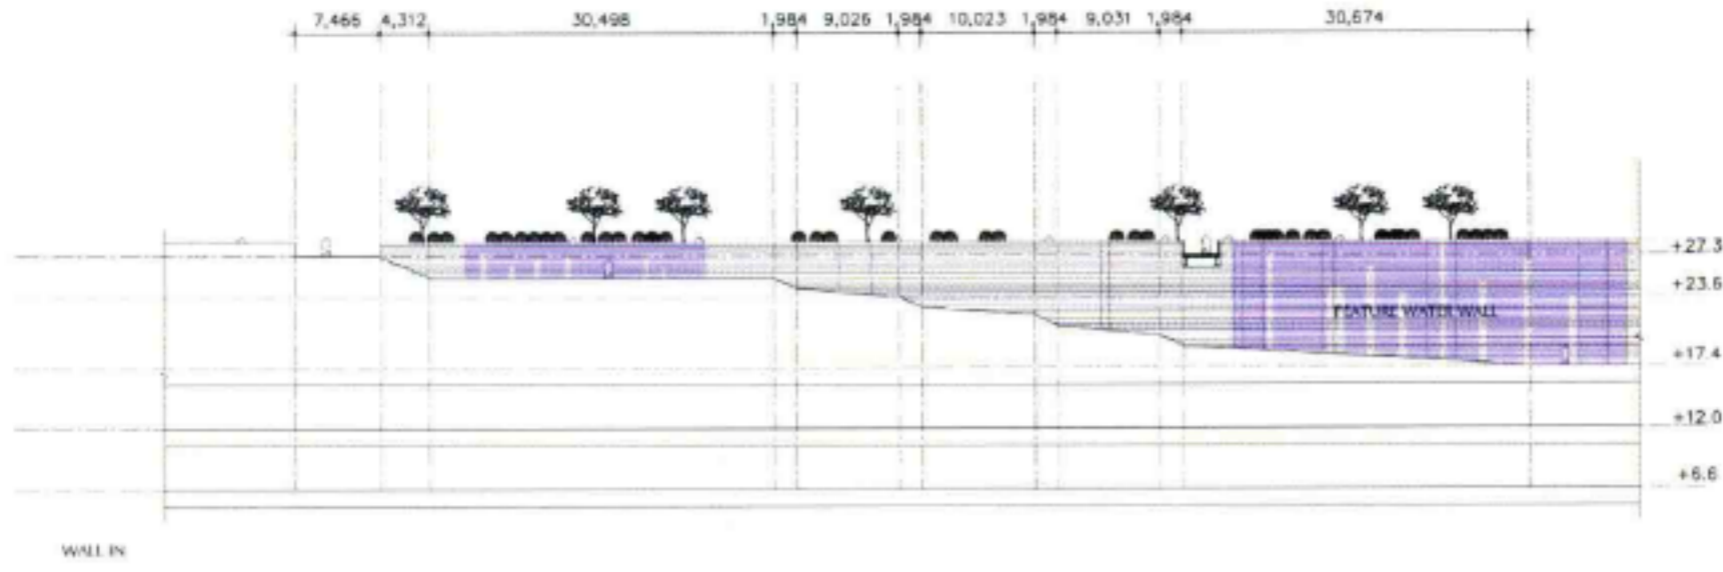 7,466 4,312 30,498 1,984 9,026 1,984 10,023 1,984 9,031 1,984 30,674
+27.3
+23.6
FEATURE WATER WALL
+17.4
+12.0
+6.6
WALL IN